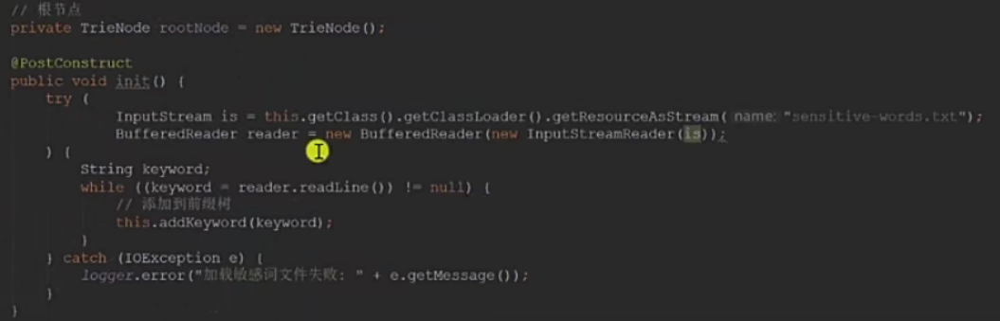 // 根节点
private TrieNode rootNode = new TrieNode();
@PostConstruct
public void init() {
try (
InputStream is = this.getClass().getClassLoader().getResourceAsStream( name: "sensitive-words.txt");
BufferedReader reader = new BufferedReader(new InputStreamReader(is));
) {
String keyword;
while ((keyword = reader.readLine()) != null) {
// 添加到前缀树
this.addKeyword(keyword);
}
} catch (IOException e) {
logger.error("加载敏感词文件失败: " + e.getMessage());
}
}